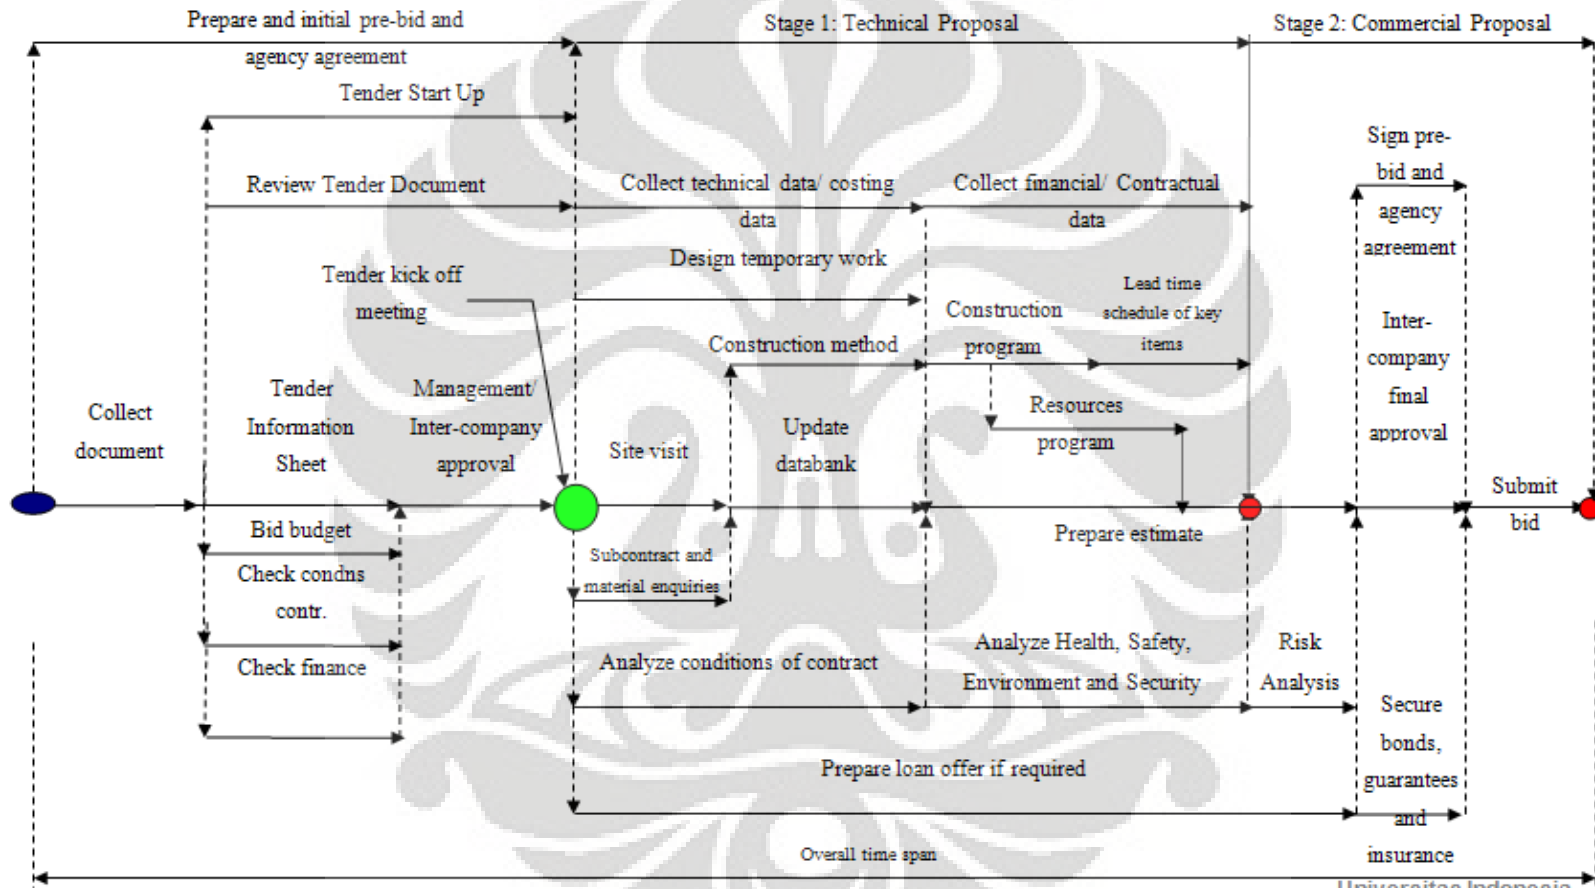 Prepare and initial pre-bid and
agency agreement
Stage 1: Technical Proposal
Stage 2: Commercial Proposal
Tender Start Up
Review Tender Document
Collect technical data/ costing
data
Collect financial/ Contractual
data
Sign pre-
bid and
agency
agreement
Design temporary work
Tender kick off
meeting
Construction method
Construction
program
Lead time
schedule of key
items
Inter-
company
final
approval
Collect
document
Tender
Information
Sheet
Management/
Inter-company
approval
Site visit
Update
databank
Resources
program
Submit
bid
Bid budget
Check condns
contr.
Check finance
Subcontract and
material enquiries
Prepare estimate
Analyze conditions of contract
Analyze Health, Safety,
Environment and Security
Risk
Analysis
Secure
bonds,
guarantees
and
insurance
Prepare loan offer if required
Overall time span
Universitas Indonesia